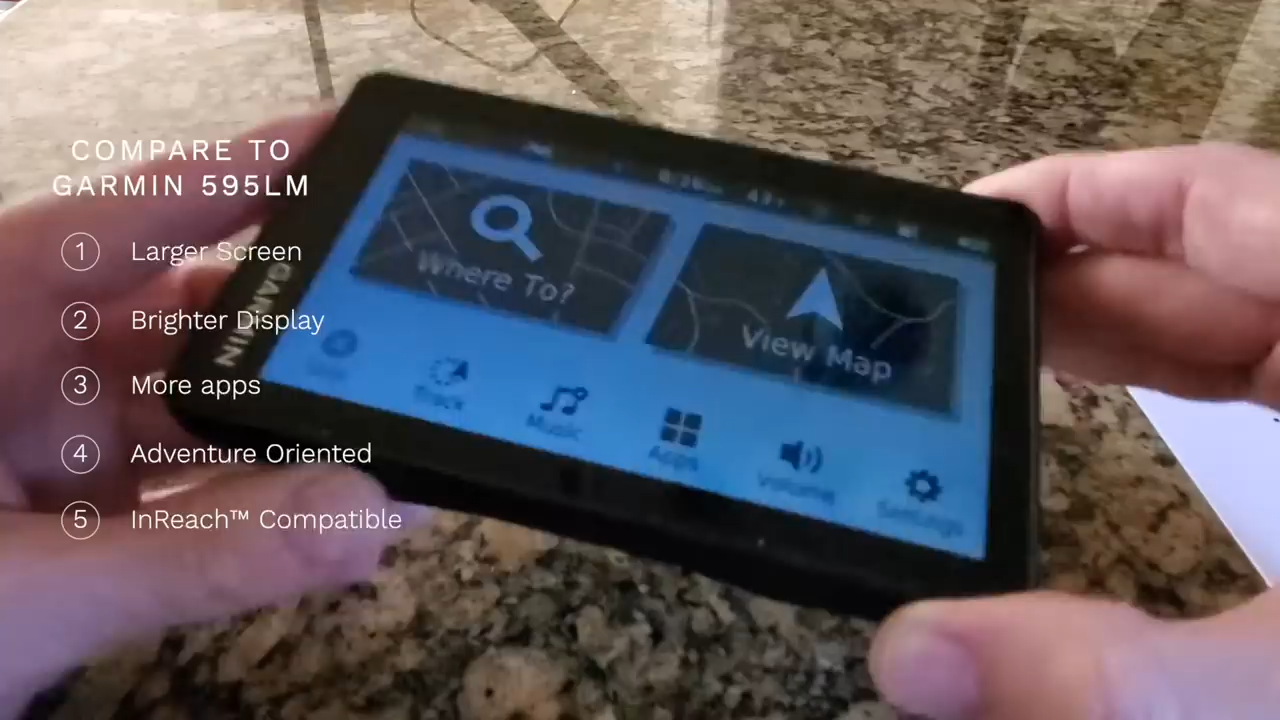 COMPARE TO
GARMIN 595LM
1 Larger Screen
2 Brighter Display
3 More apps
4 Adventure Oriented
5 InReach™ Compatible
GARMIN
Where To?
View Map
Track
Music
Apps
Volume
Settings